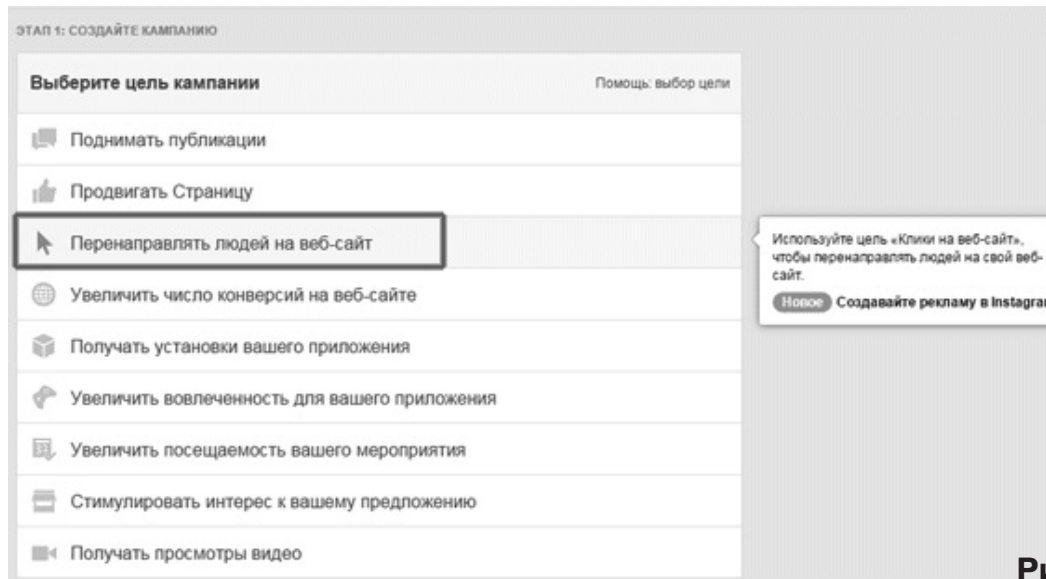 ЭТАП 1: СОЗДАЙТЕ КАМПАНИЮ
Выберите цель кампании
Помощь: выбор цели
Поднимать публикации
Продвигать Страницу
Перенаправлять людей на веб-сайт
Используйте цель «Клики на веб-сайт»,
чтобы перенаправлять людей на свой веб-
сайт.
Новое Создавайте рекламу в
Увеличить число конверсий на веб-сайте
Получать установки вашего приложения
Увеличить вовлеченность для вашего приложения
Увеличить посещаемость вашего мероприятия
Стимулировать интерес к вашему предложению
Получать просмотры видео